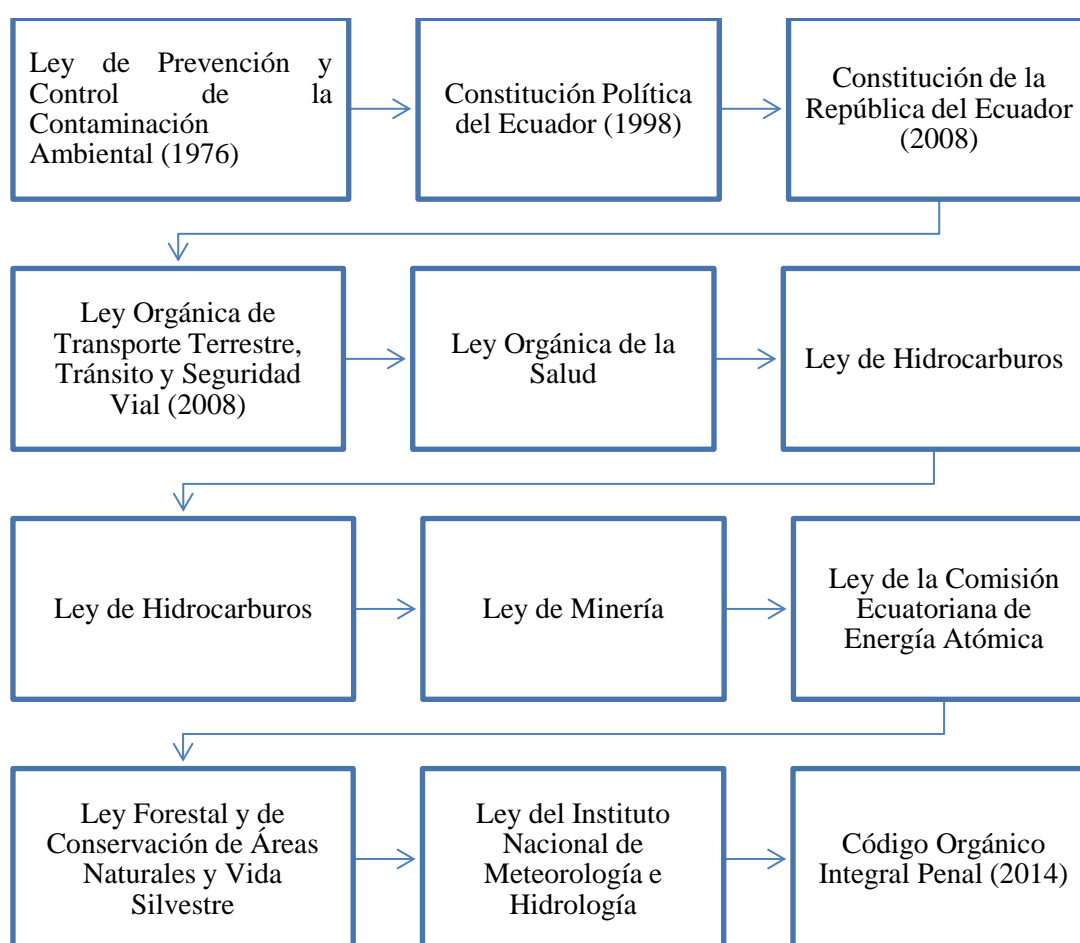 Ley de Prevención y
Control de la
Contaminación
Ambiental (1976)
Constitución Política
del Ecuador (1998)
Constitución de la
República del Ecuador
(2008)
Ley Orgánica de
Transporte Terrestre,
Tránsito y Seguridad
Vial (2008)
Ley Orgánica de la
Salud
Ley de Hidrocarburos
Ley de Hidrocarburos
Ley de Minería
Ley de la Comisión
Ecuatoriana de
Energía Atómica
Ley Forestal y de
Conservación de Áreas
Naturales y Vida
Silvestre
Ley del Instituto
Nacional de
Meteorología e
Hidrología
Código Orgánico
Integral Penal (2014)